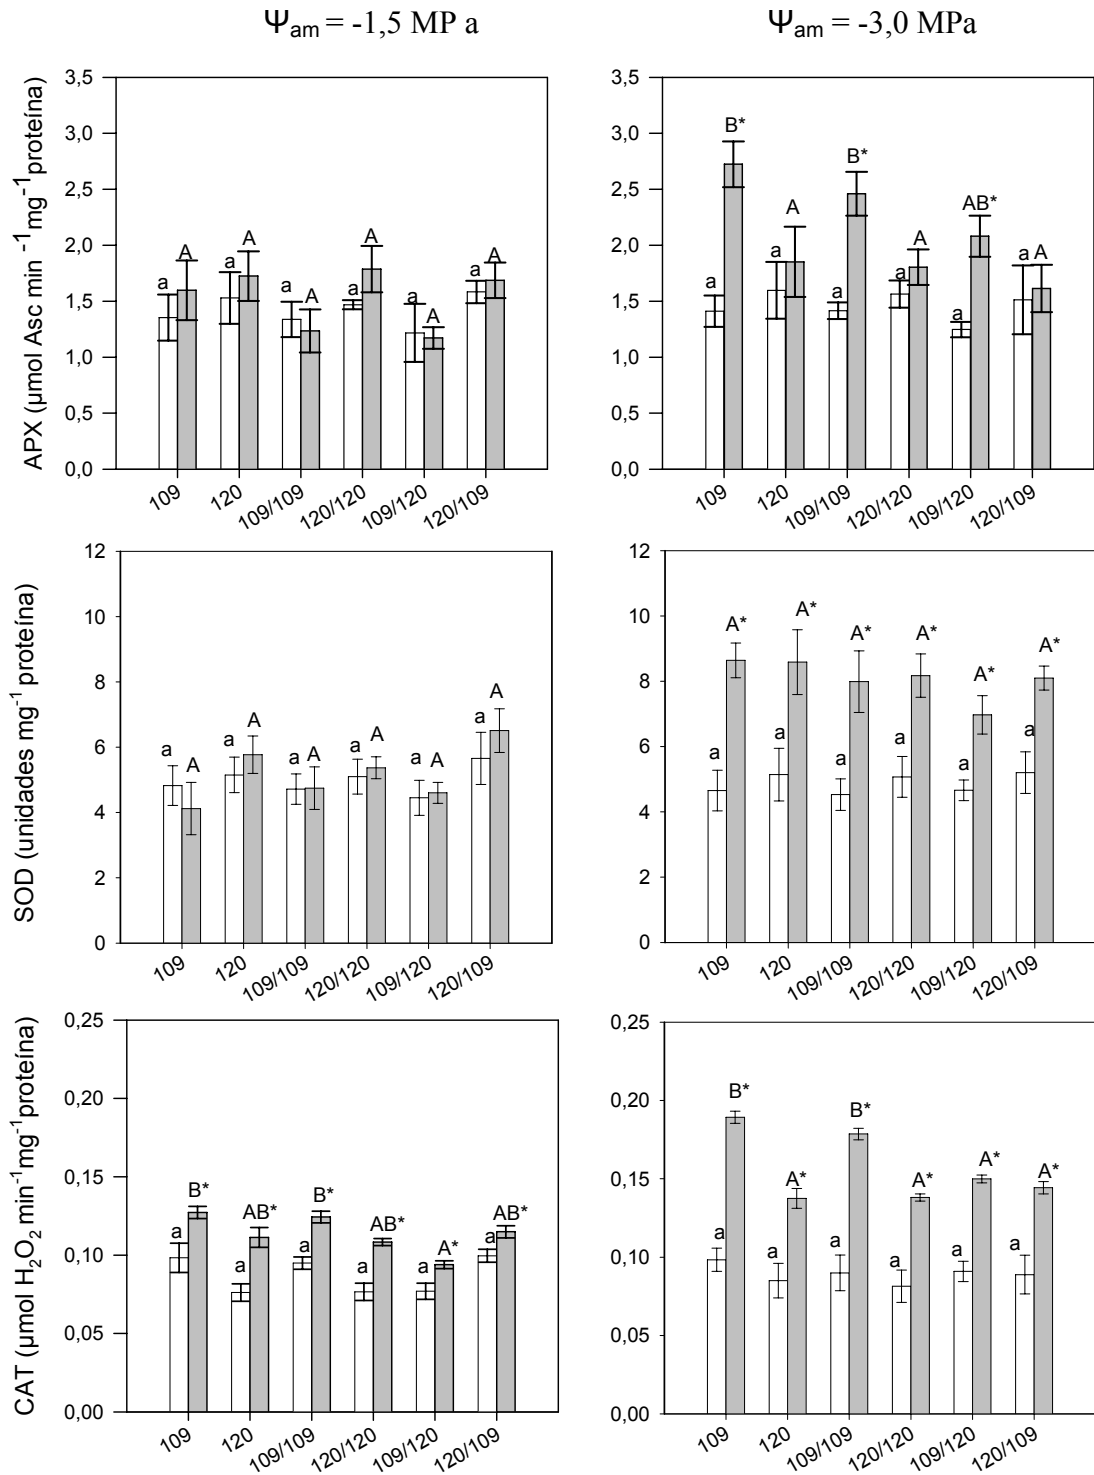 Ψam = -1,5 MP a
Ψam = -3,0 MPa
APX (µmol Asc min -1mg-1proteína)
3,5
3,0
2,5
2,0
1,5
1,0
0,5
0,0
a A a A a A a A a A a A
109 120 109/109 120/120 109/120 120/109
3,5
3,0
2,5
2,0
1,5
1,0
0,5
0,0
a B* a A a B* a A a AB* a A
109 120 109/109 120/120 109/120 120/109
SOD (unidades mg-1 proteína)
12
10
8
6
4
2
0
a A a A a A a A a A a A
109 120 109/109 120/120 109/120 120/109
12
10
8
6
4
2
0
a A* a A* a A* a A* a A* a A*
109 120 109/109 120/120 109/120 120/109
CAT (µmol H2O2 min-1mg-1proteína)
0,25
0,20
0,15
0,10
0,05
0,00
a B* a AB* a B* a AB* a A* a AB*
109 120 109/109 120/120 109/120 120/109
0,25
0,20
0,15
0,10
0,05
0,00
a B* a A* a B* a A* a A* a A*
109 120 109/109 120/120 109/120 120/109